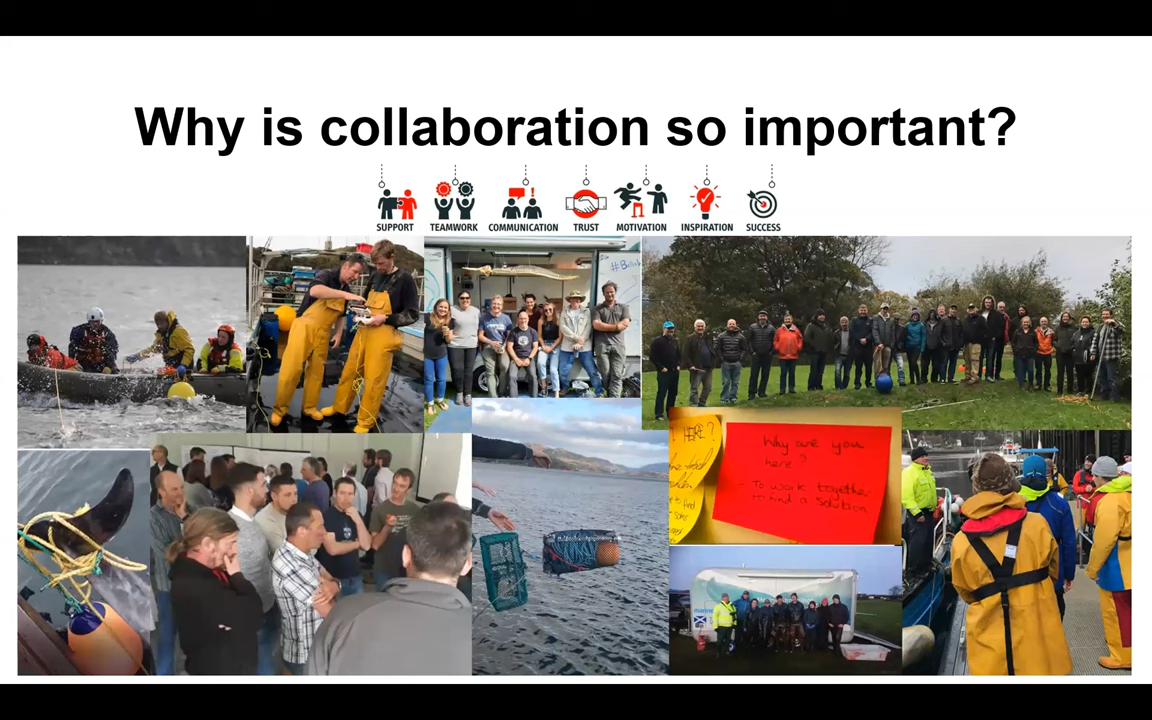 Why is collaboration so important?
SUPPORT TEAMWORK COMMUNICATION TRUST MOTIVATION INSPIRATION SUCCESS
HERE?
Why are you
here?
- To work together
to find a solution